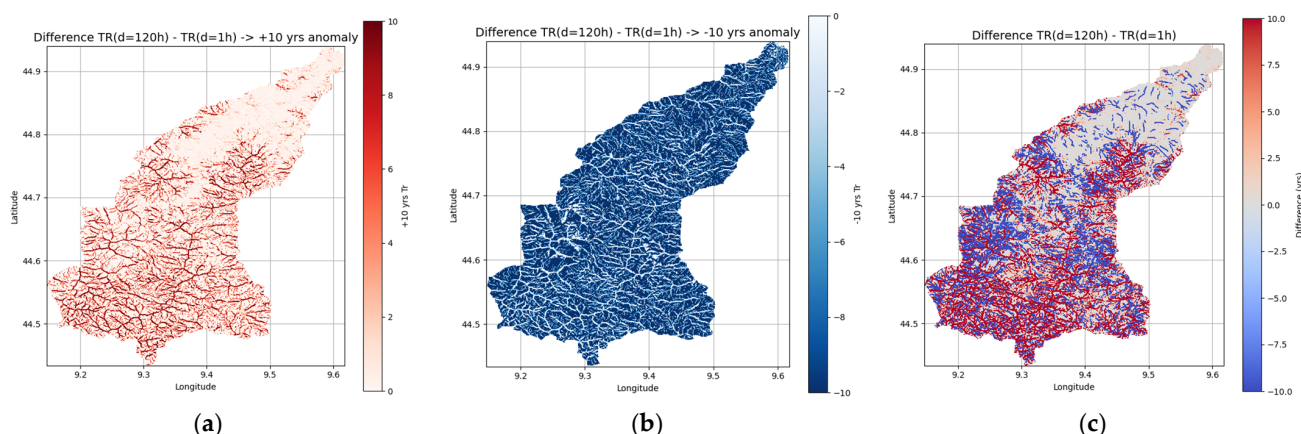 Difference TR(d=120h) - TR(d=1h) -> +10 yrs anomaly
44.9
44.8
44.7
44.6
44.5
Latitude
9.2 9.3 9.4 9.5 9.6
Longitude
10
8
6
4
2
0
+10 yrs Tr
(a)
Difference TR(d=120h) - TR(d=1h) -> -10 yrs anomaly
44.9
44.8
44.7
44.6
44.5
Latitude
9.2 9.3 9.4 9.5 9.6
Longitude
0
−2
−4
−6
−8
−10
-10 yrs Tr
(b)
Difference TR(d=120h) - TR(d=1h)
44.9
44.8
44.7
44.6
44.5
Latitude
9.2 9.3 9.4 9.5 9.6
Longitude
10.0
7.5
5.0
2.5
0.0
−2.5
−5.0
−7.5
−10.0
Difference (yrs)
(c)